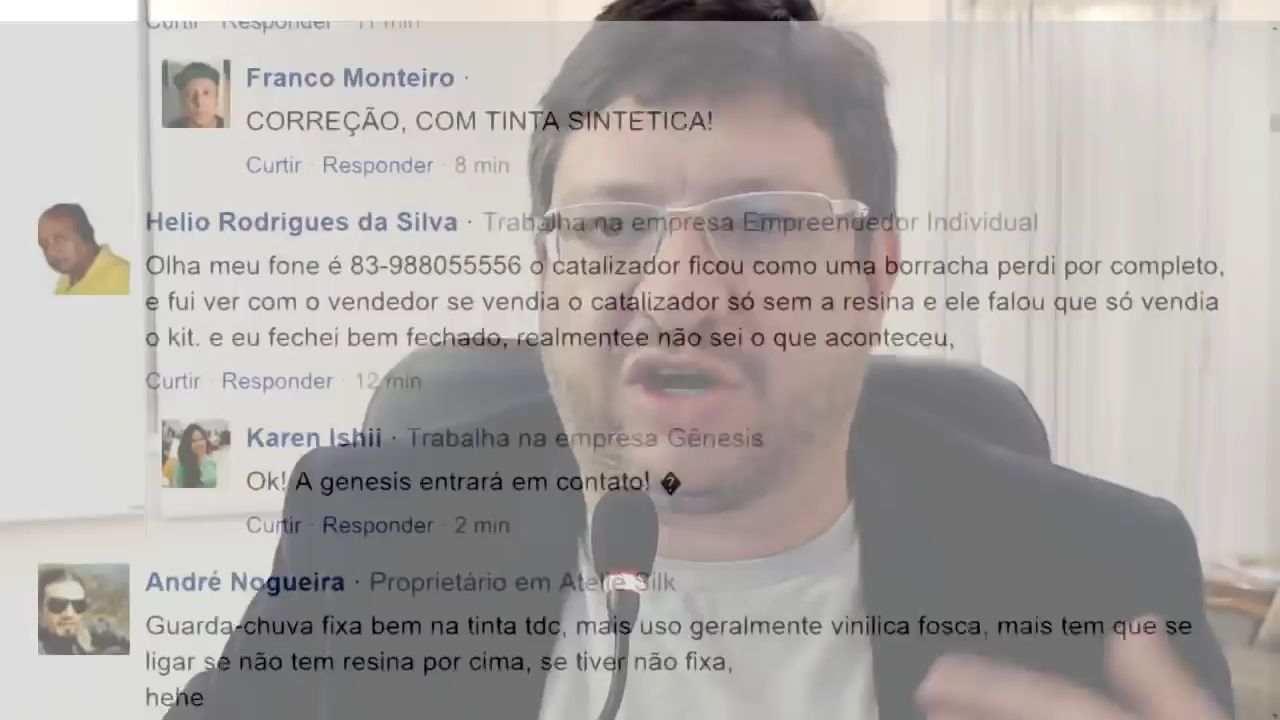 Curtir Responder 11 min
Franco Monteiro ·
CORREÇÃO, COM TINTA SINTETICA!
Curtir · Responder · 8 min
Helio Rodrigues da Silva · Trabalha na empresa Empreendedor Individual
Olha meu fone é 83-988055556 o catalizador ficou como uma borracha perdi por completo,
e fui ver com o vendedor se vendia o catalizador só sem a resina e ele falou que só vendia
o kit. e eu fechei bem fechado, realmentee não sei o que aconteceu,
Curtir · Responder · 12 min
Karen Ishii · Trabalha na empresa Gênesis
Ok! A genesis entrará em contato! �
Curtir · Responder · 2 min
André Nogueira · Proprietário em Ateliê Silk
Guarda-chuva fixa bem na tinta tdc, mais uso geralmente vinilica fosca, mais tem que se
ligar se não tem resina por cima, se tiver não fixa,
hehe